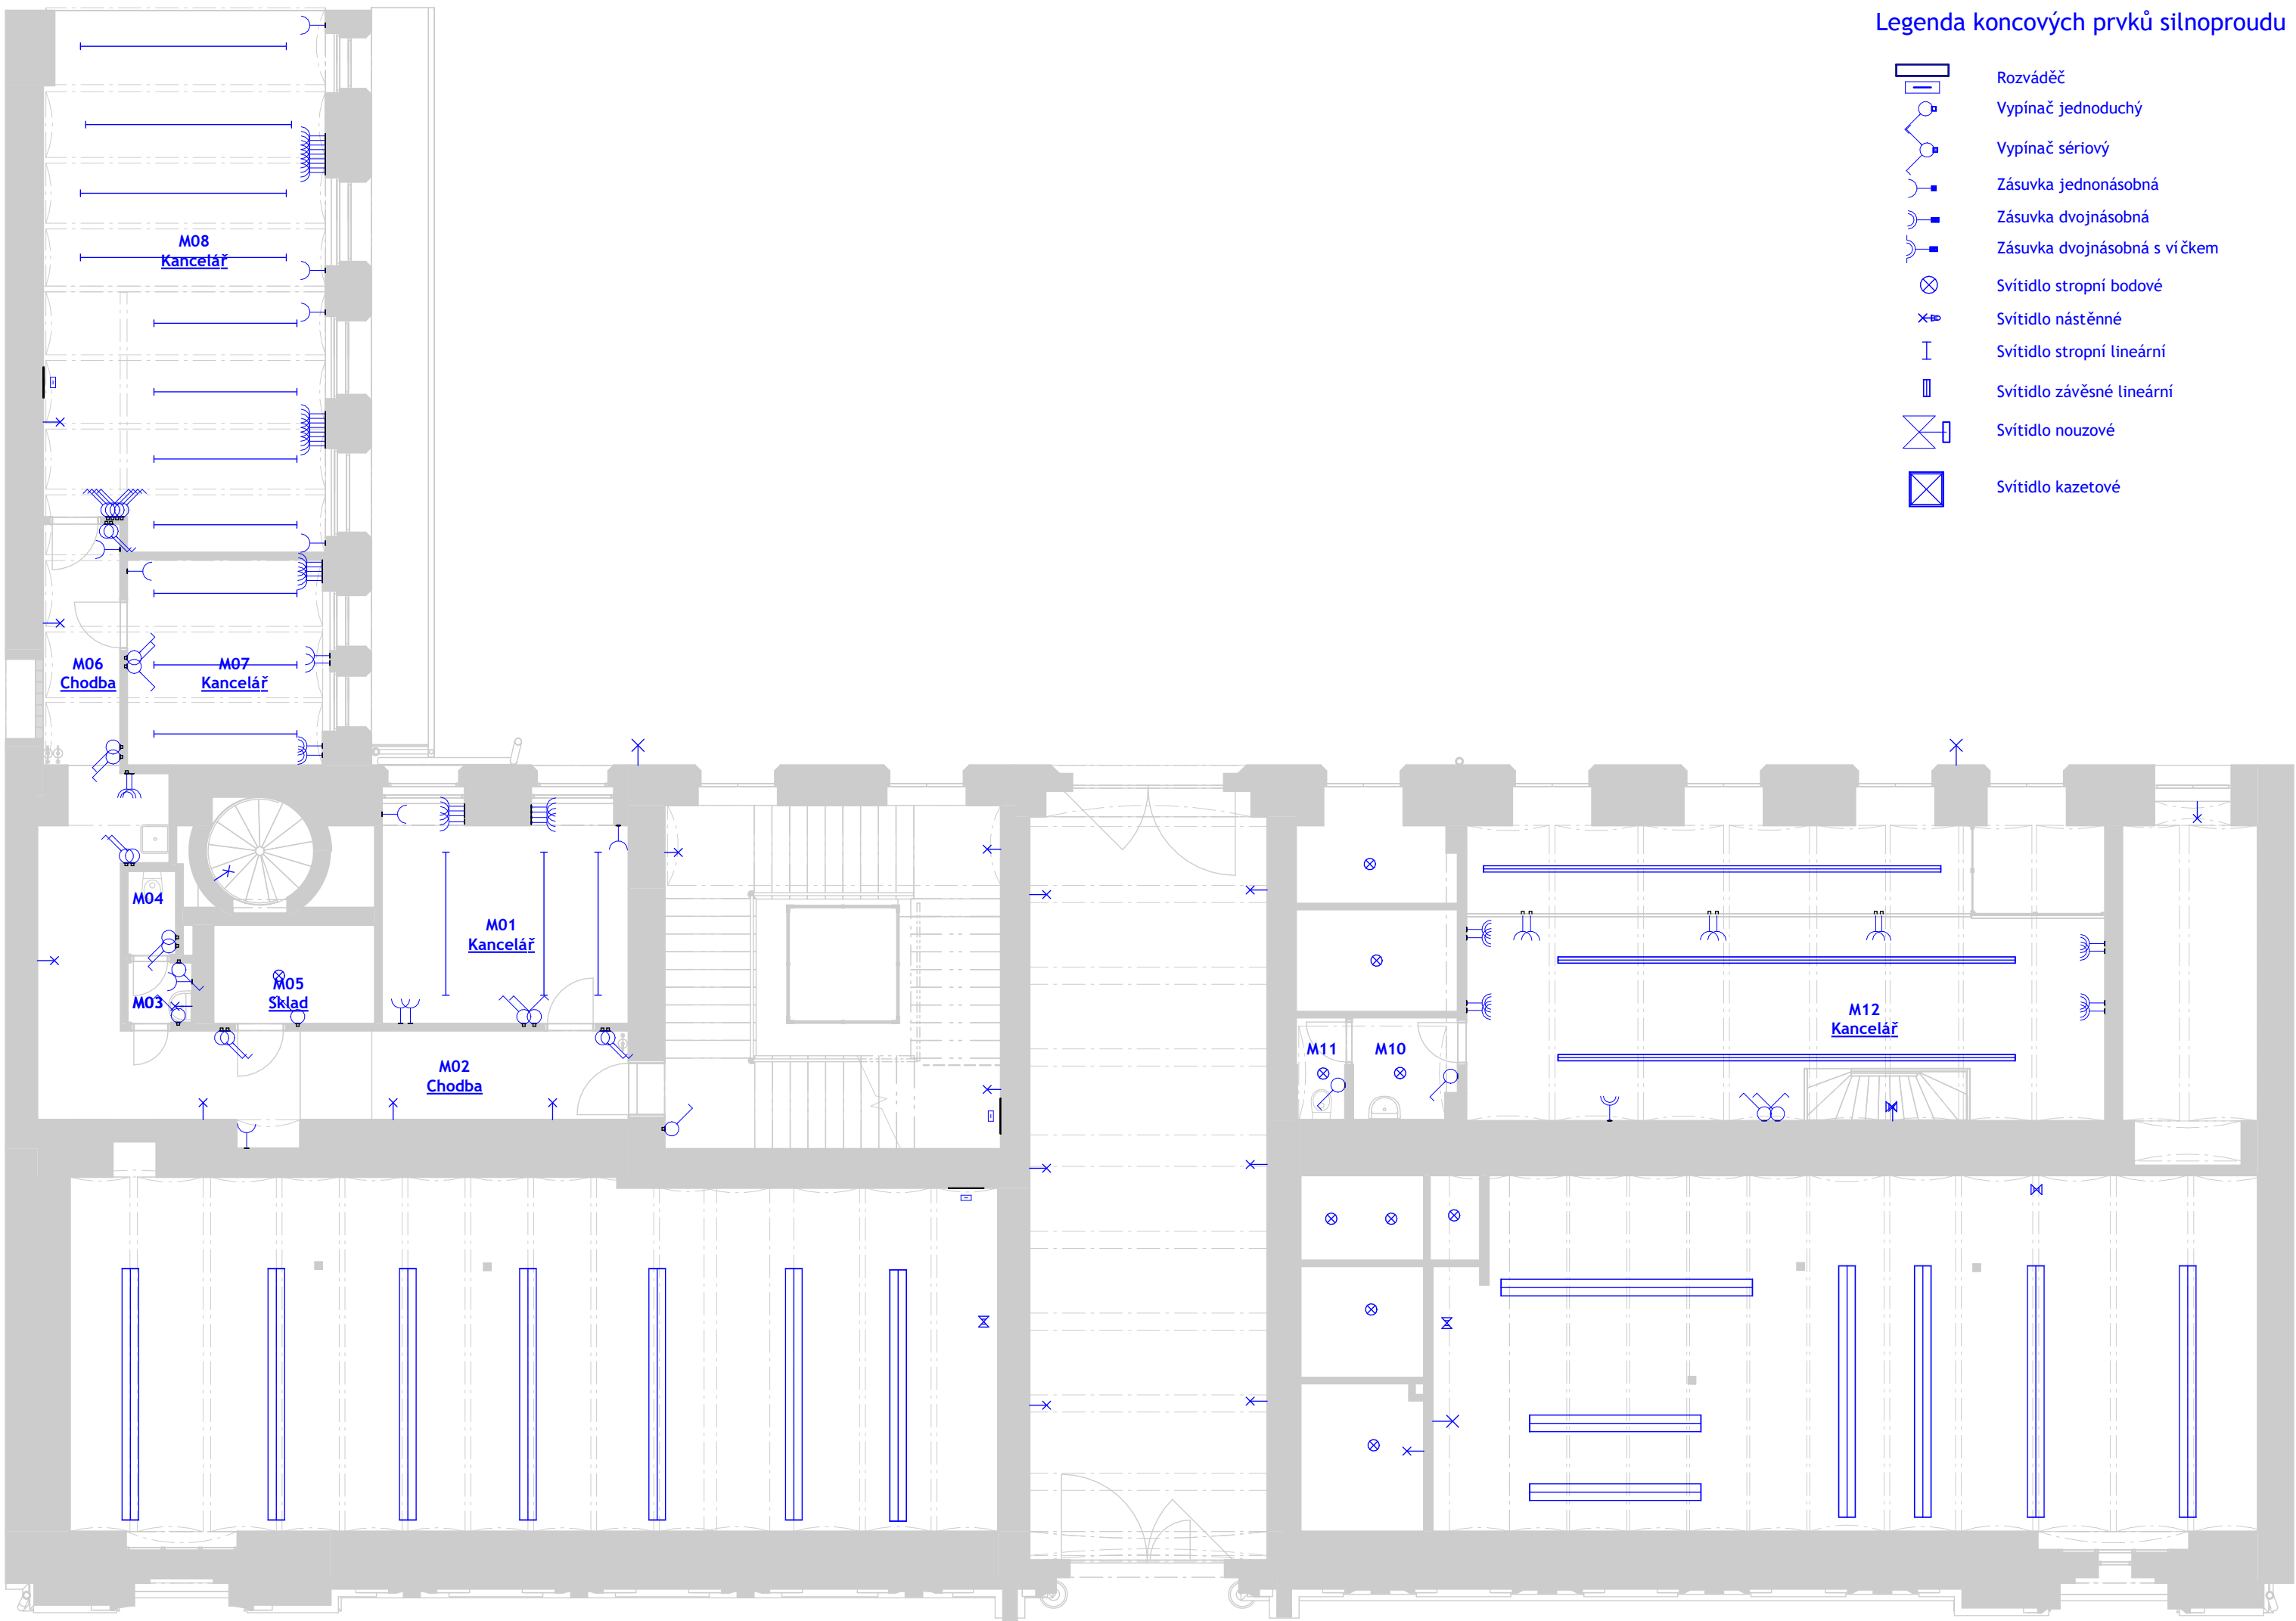 Legenda koncových prvků silnoproudu
Rozváděč
Vypínač jednoduchý
Vypínač sériový
Zásuvka jednonásobná
Zásuvka dvojnásobná
Zásuvka dvojnásobná s víčkem
Svítidlo stropní bodové
Svítidlo nástěnné
Svítidlo stropní lineární
Svítidlo závěsné lineární
Svítidlo nouzové
Svítidlo kazetové
M08
Kancelář
M06
Chodba
M07
Kancelář
M04
M01
Kancelář
M05
Sklad
M03
M02
Chodba
M11
M10
M12
Kancelář